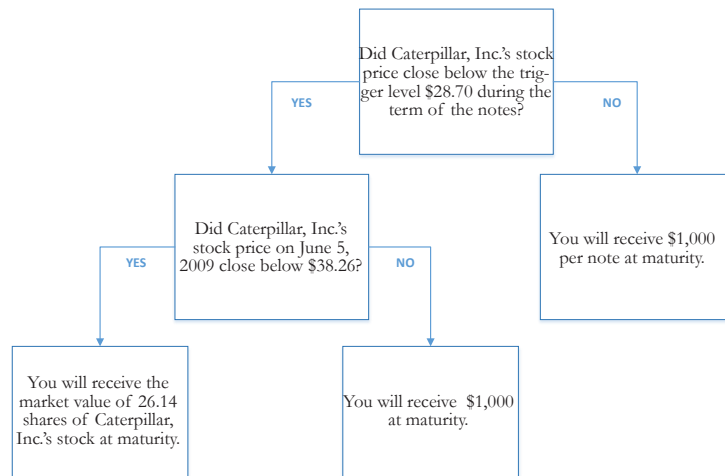 Did Caterpillar, Inc.'s stock
price close below the trig-
ger level $28.70 during the
term of the notes?
YES
NO
Did Caterpillar, Inc.'s
stock price on June 5,
2009 close below $38.26?
You will receive $1,000
per note at maturity.
YES
NO
You will receive the
market value of 26.14
shares of Caterpillar,
Inc.'s stock at maturity.
You will receive $1,000
at maturity.